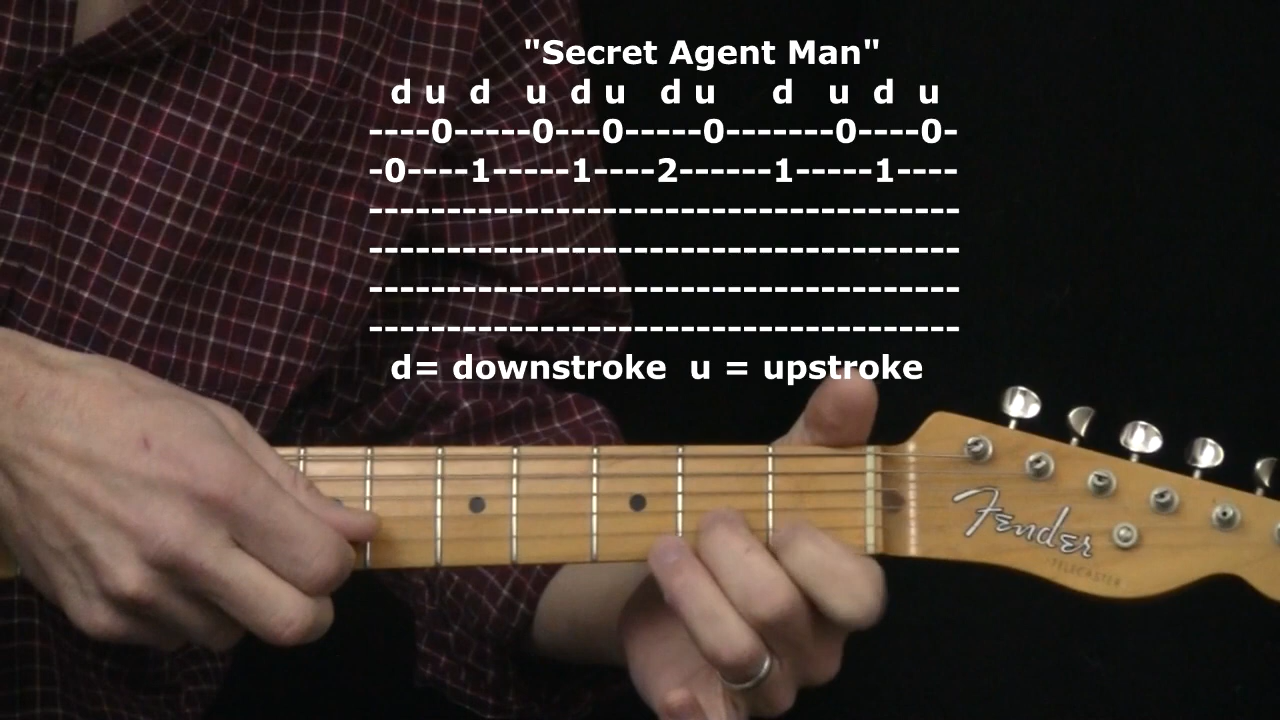 "Secret Agent Man"
d u d u d u d u d u d u
----0-----0---0-----0-------0----0-
-0----1-----1----2------1-----1----
--------------------------------------
--------------------------------------
--------------------------------------
--------------------------------------
d= downstroke u = upstroke
Fender
TELECASTER